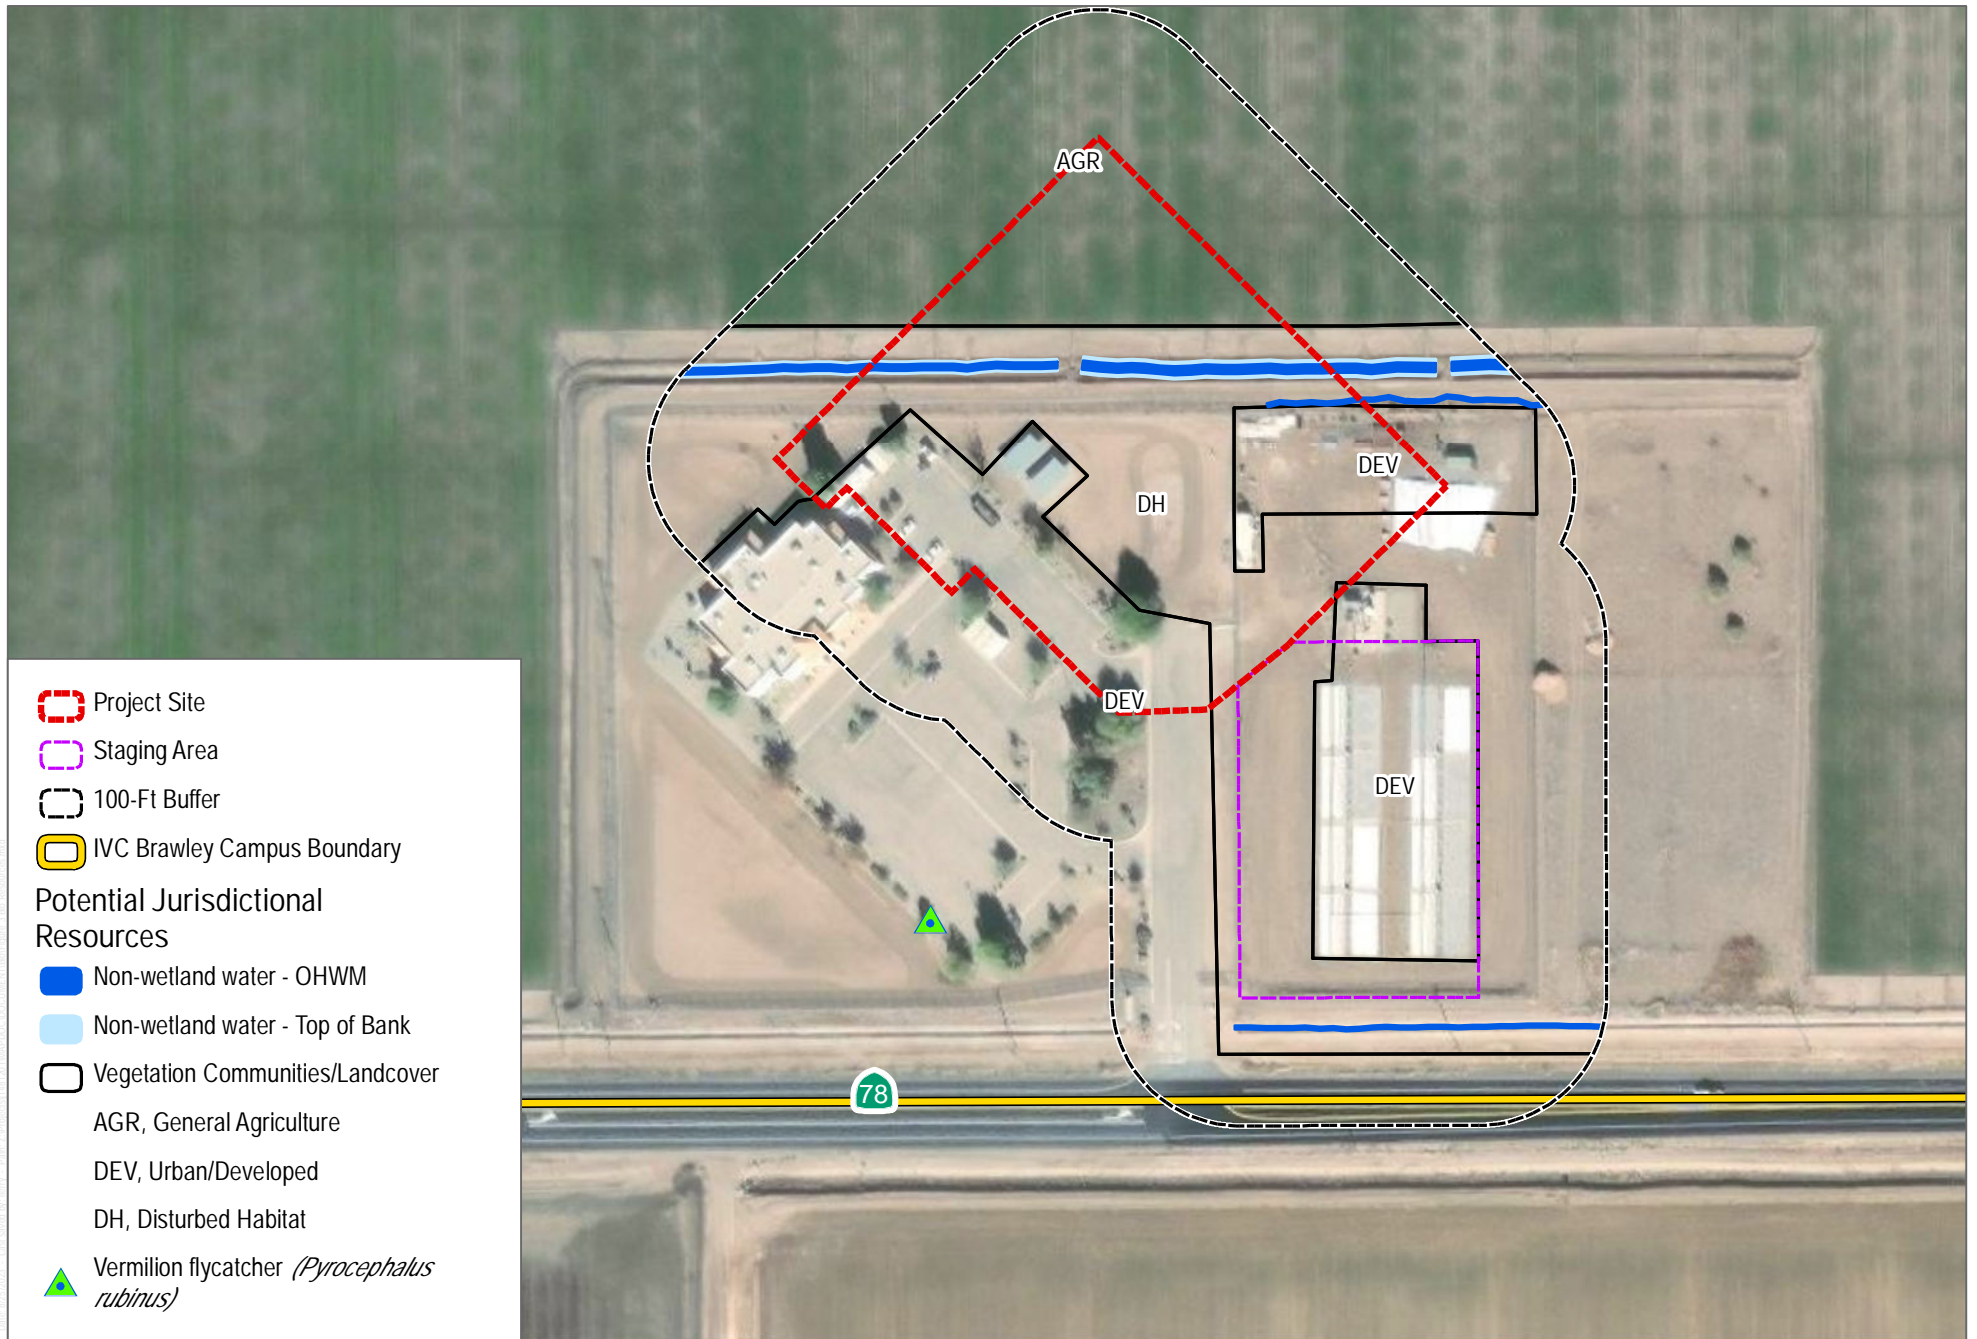 AGR
DEV
DH
DEV
DEV
78
Project Site
Staging Area
100-Ft Buffer
IVC Brawley Campus Boundary
Potential Jurisdictional
Resources
Non-wetland water - OHWM
Non-wetland water - Top of Bank
Vegetation Communities/Landcover
AGR, General Agriculture
DEV, Urban/Developed
DH, Disturbed Habitat
Vermilion flycatcher (Pyrocephalus
rubinus)